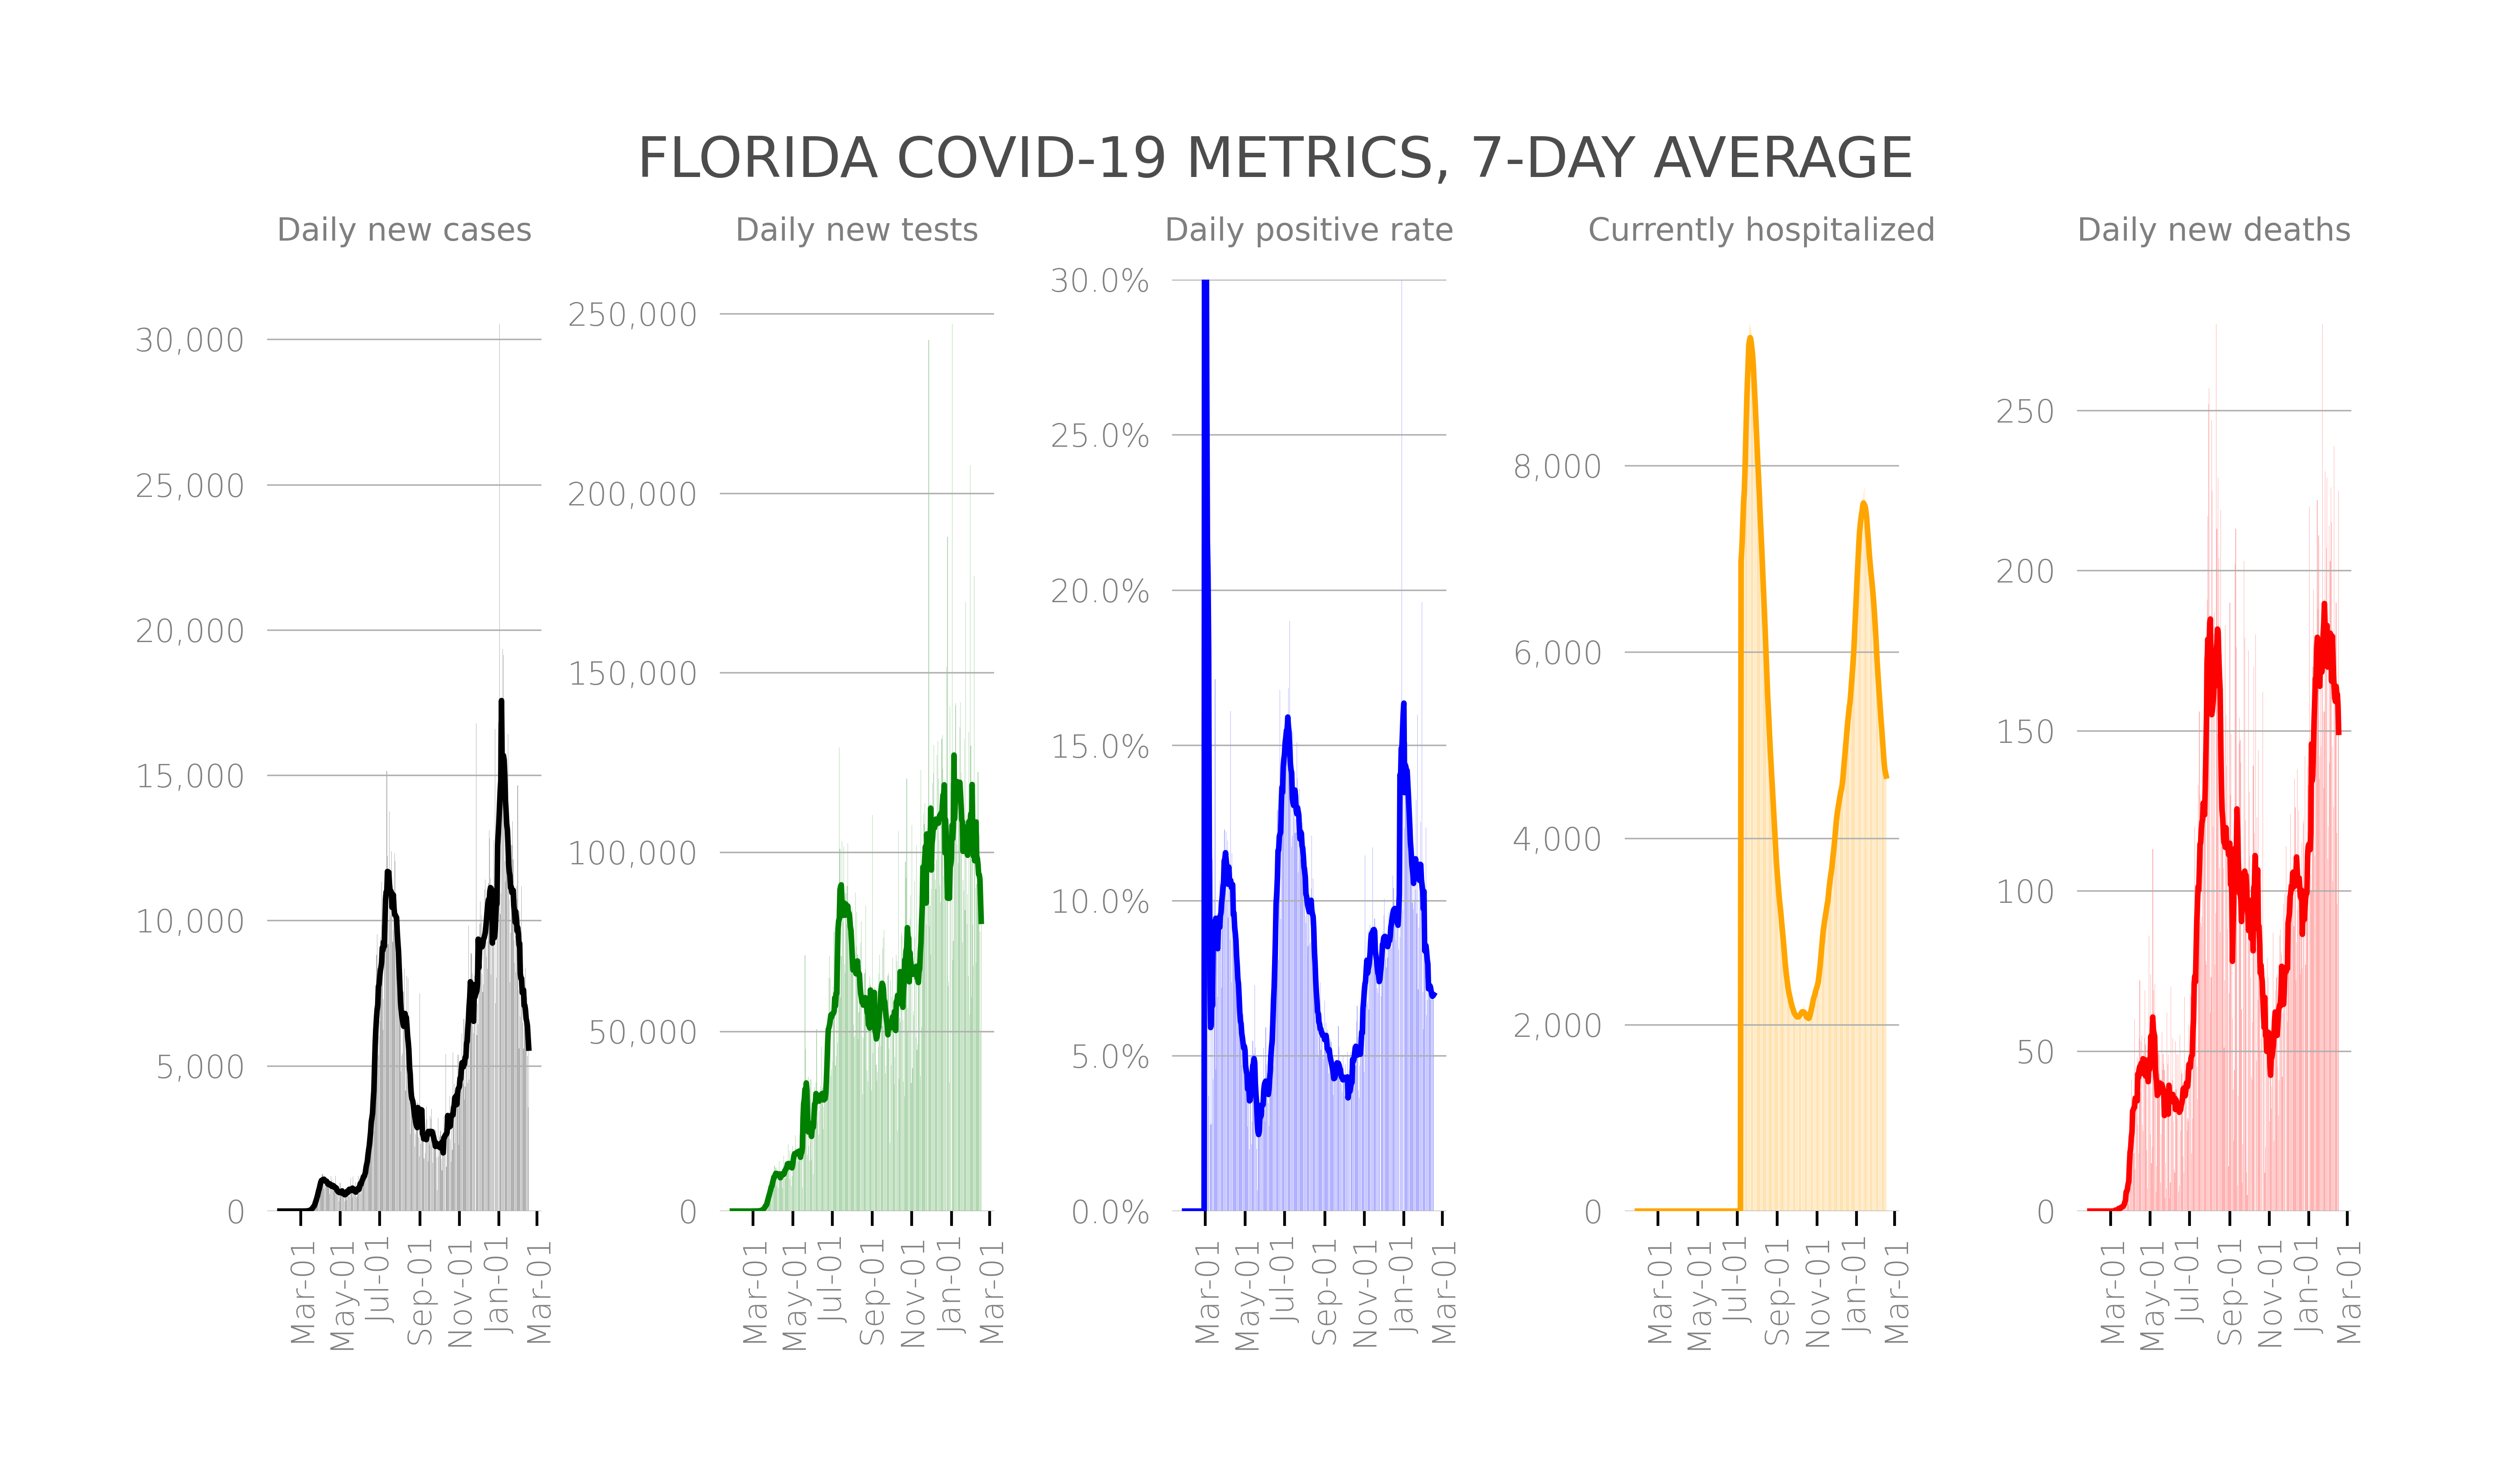 FLORIDA COVID-19 METRICS, 7-DAY AVERAGE
Daily new cases
30,000
25,000
20,000
15,000
10,000
5,000
0
Mar-01
May-01
Jul-01
Sep-01
Nov-01
Jan-01
Mar-01
Daily new tests
250,000
200,000
150,000
100,000
50,000
0
Mar-01
May-01
Jul-01
Sep-01
Nov-01
Jan-01
Mar-01
Daily positive rate
30.0%
25.0%
20.0%
15.0%
10.0%
5.0%
0.0%
Mar-01
May-01
Jul-01
Sep-01
Nov-01
Jan-01
Mar-01
Currently hospitalized
8,000
6,000
4,000
2,000
0
Mar-01
May-01
Jul-01
Sep-01
Nov-01
Jan-01
Mar-01
Daily new deaths
250
200
150
100
50
0
Mar-01
May-01
Jul-01
Sep-01
Nov-01
Jan-01
Mar-01